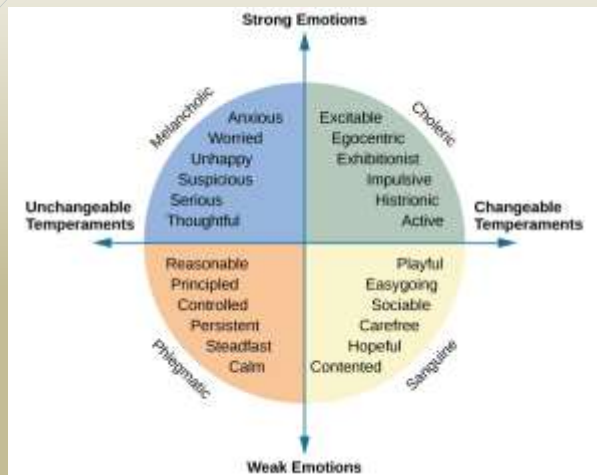 Strong Emotions
Melancholic
Choleric
Anxious
Worried
Unhappy
Suspicious
Serious
Thoughtful
Excitable
Egocentric
Exhibitionist
Impulsive
Histrionic
Active
Unchangeable
Temperaments
Changeable
Temperaments
Reasonable
Principled
Controlled
Persistent
Steadfast
Calm
Playful
Easygoing
Sociable
Carefree
Hopeful
Contented
Phlegmatic
Sanguine
Weak Emotions